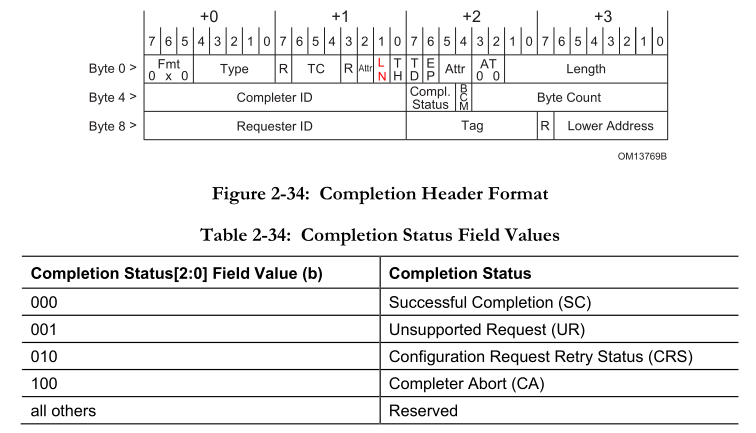 +0 +1 +2 +3
7 6 5 4 3 2 1 0 7 6 5 4 3 2 1 0 7 6 5 4 3 2 1 0 7 6 5 4 3 2 1 0
Byte 0 > Fmt 0 x 0 Type R TC R Attr LN TH TD EP Attr AT 0 0 Length
Byte 4 > Completer ID Compl. Status BCM Byte Count
Byte 8 > Requester ID Tag R Lower Address
OM13769B
Figure 2-34: Completion Header Format
Table 2-34: Completion Status Field Values
Completion Status[2:0] Field Value (b) Completion Status
000 Successful Completion (SC)
001 Unsupported Request (UR)
010 Configuration Request Retry Status (CRS)
100 Completer Abort (CA)
all others Reserved